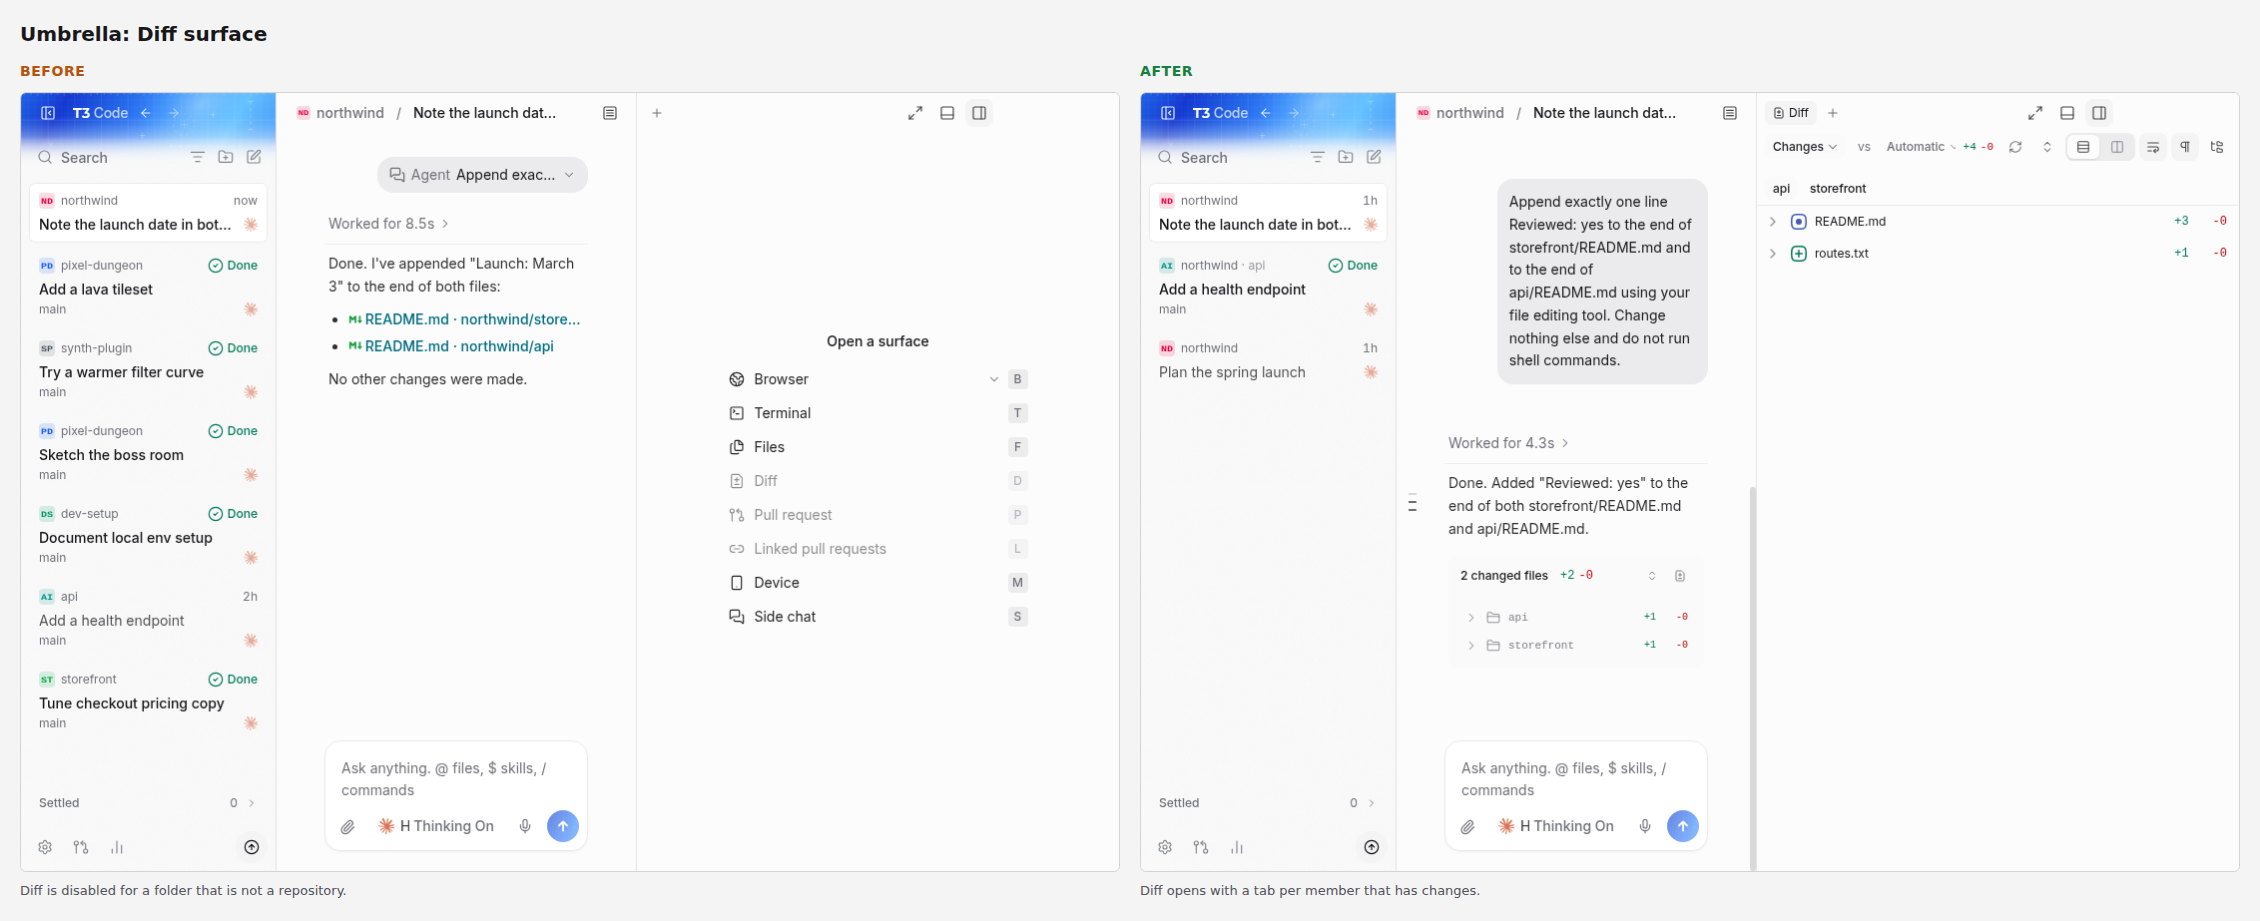 Umbrella: Diff surface
BEFORE
T3 Code
Search
ND northwind now
Note the launch date in bot...
PD pixel-dungeon Done
Add a lava tileset
main
SP synth-plugin Done
Try a warmer filter curve
main
PD pixel-dungeon Done
Sketch the boss room
main
DS dev-setup Done
Document local env setup
main
AI api 2h
Add a health endpoint
main
ST storefront Done
Tune checkout pricing copy
main
Settled 0
ND northwind / Note the launch dat...
Agent Append exac...
Worked for 8.5s
Done. I've appended "Launch: March
3" to the end of both files:
README.md · northwind/store...
README.md · northwind/api
No other changes were made.
Ask anything. @ files, $ skills, /
commands
H Thinking On
Open a surface
Browser B
Terminal T
Files F
Diff D
Pull request P
Linked pull requests L
Device M
Side chat S
Diff is disabled for a folder that is not a repository.
AFTER
T3 Code
Search
ND northwind 1h
Note the launch date in bot...
AI northwind · api Done
Add a health endpoint
main
ND northwind 1h
Plan the spring launch
Settled 0
ND northwind / Note the launch dat...
Append exactly one line
Reviewed: yes to the end of
storefront/README.md and
to the end of
api/README.md using your
file editing tool. Change
nothing else and do not run
shell commands.
Worked for 4.3s
Done. Added "Reviewed: yes" to the
end of both storefront/README.md
and api/README.md.
2 changed files +2 -0
api +1 -0
storefront +1 -0
Ask anything. @ files, $ skills, /
commands
H Thinking On
Diff
Changes vs Automatic +4 -0
api storefront
README.md +3 -0
routes.txt +1 -0
Diff opens with a tab per member that has changes.